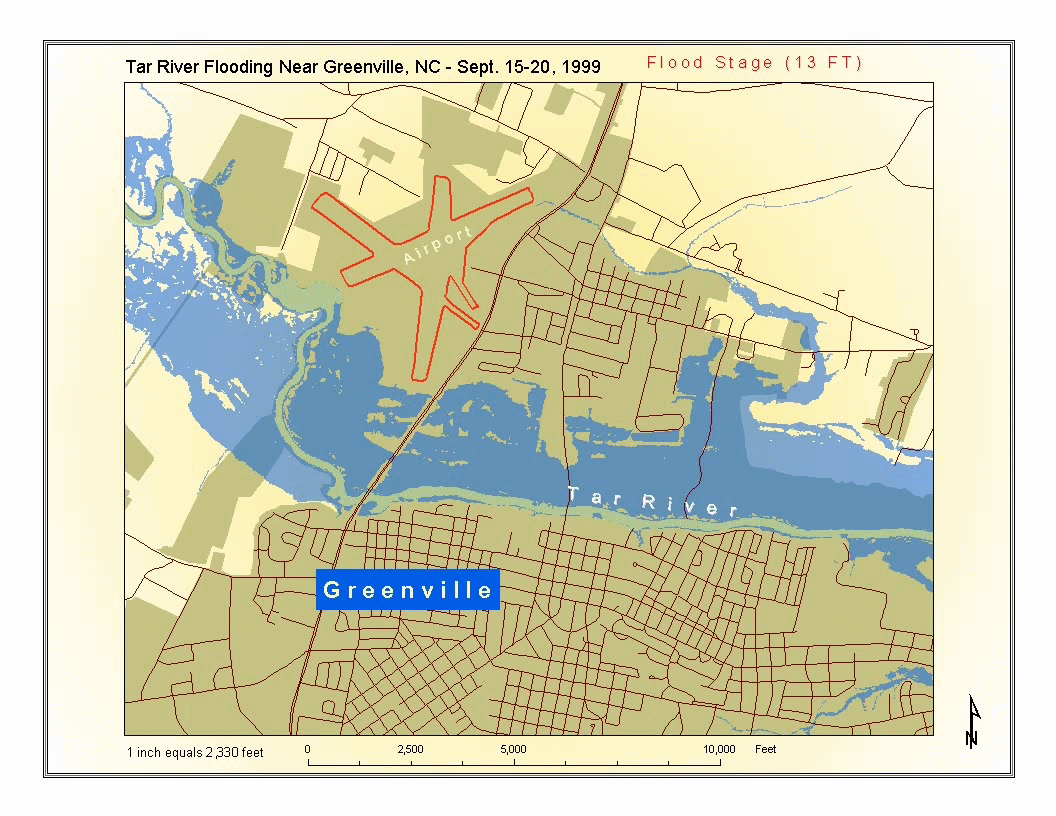 Tar River Flooding Near Greenville, NC - Sept. 15-20, 1999
Flood Stage (13 FT)
Airport
Tar River
Greenville
1 inch equals 2,330 feet
0 2,500 5,000 10,000 Feet
N